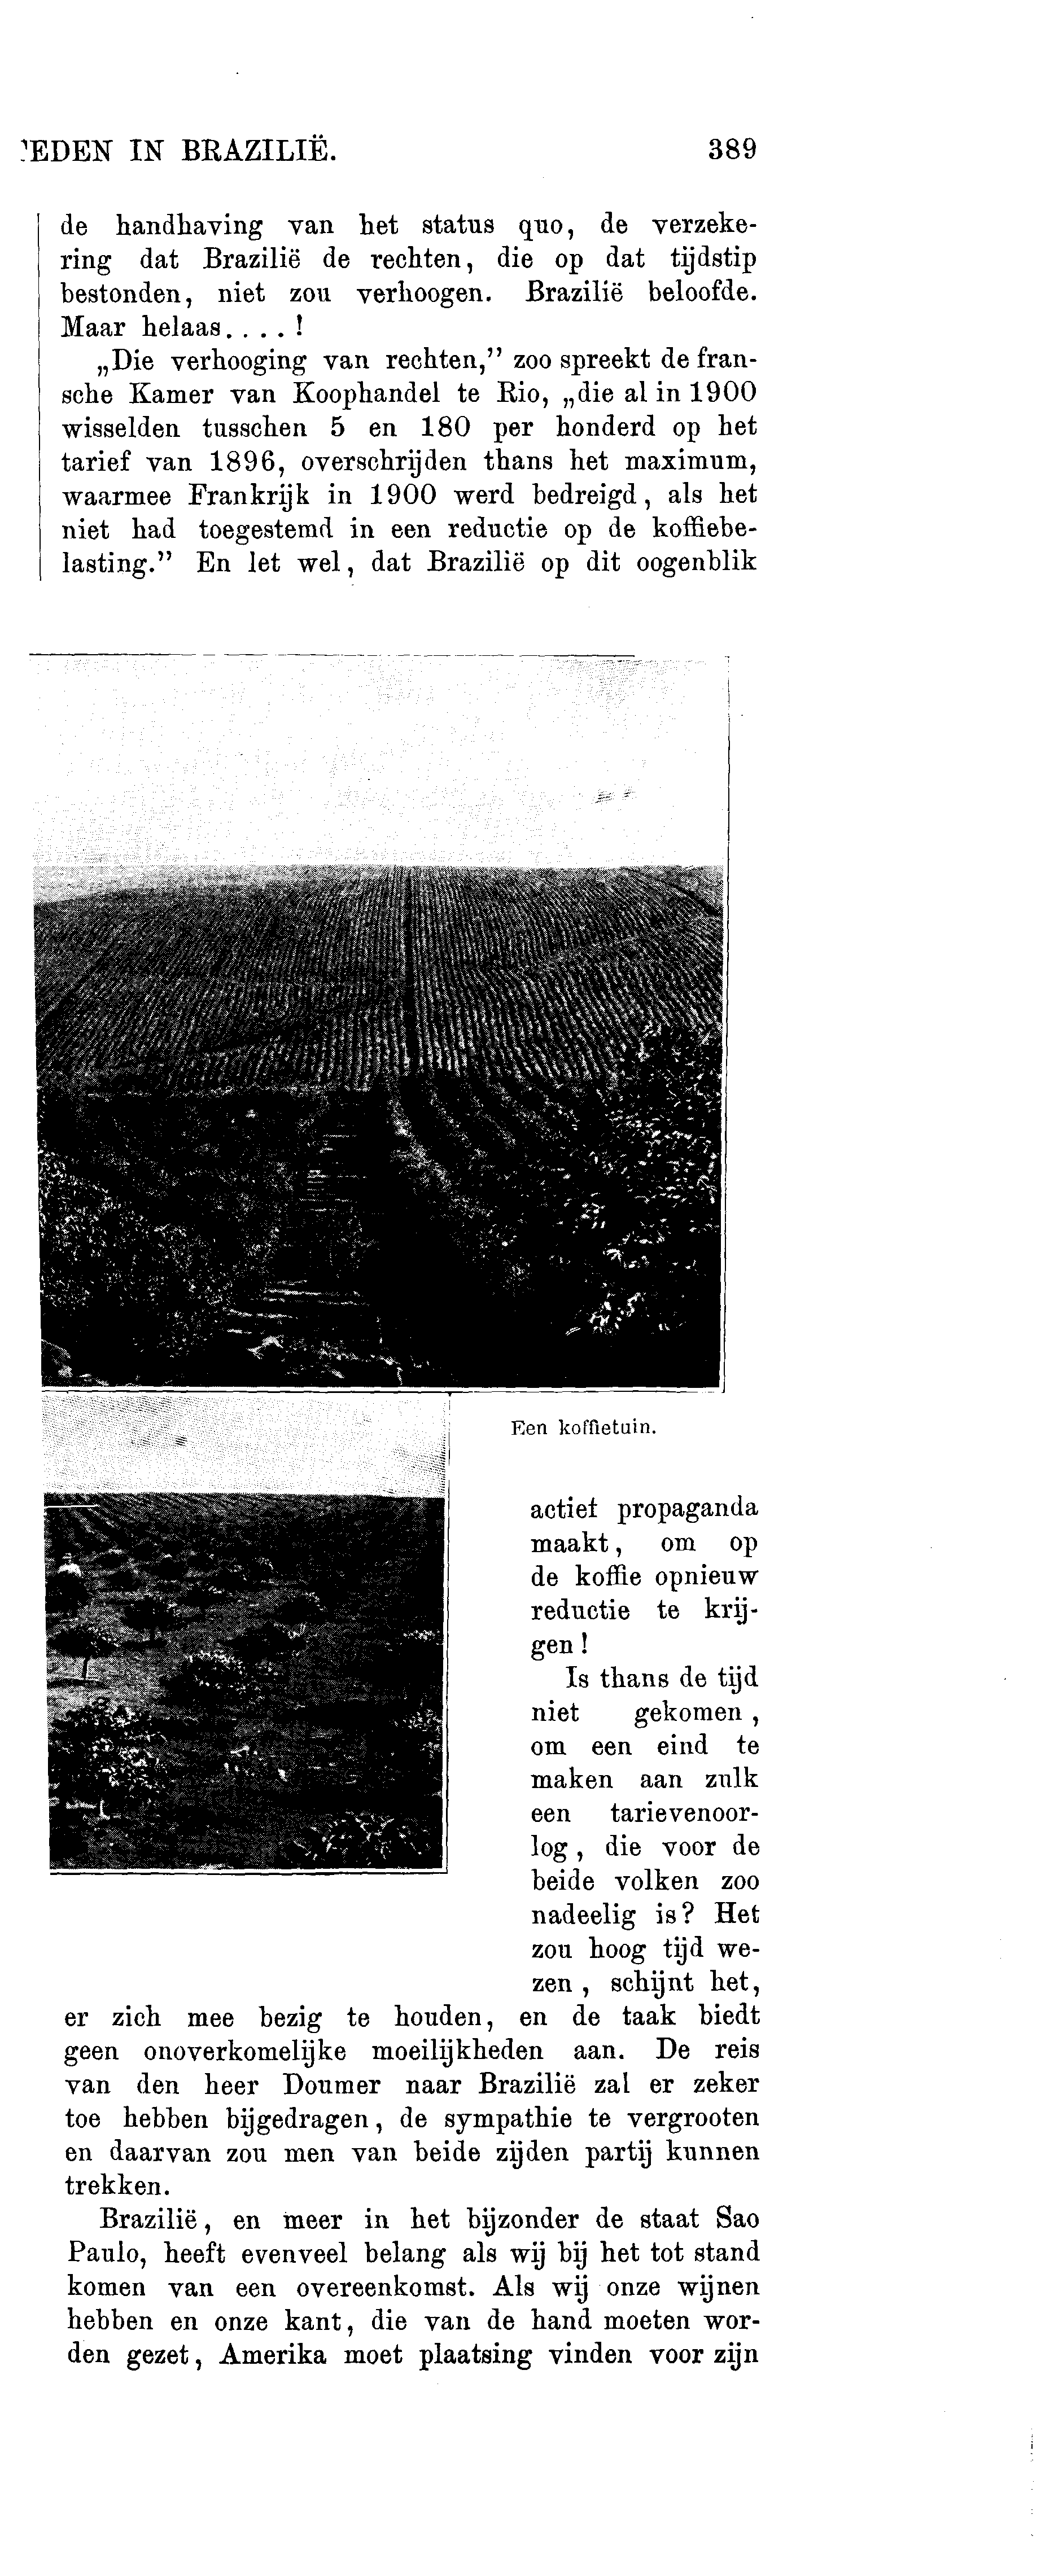 EDEN IN BRAZILIË. 389
de handhaving van het status quo, de verzeke-
ring dat Brazilië de rechten, die op dat tijdstip
bestonden, niet zou verhoogen. Brazilië beloofde.
Maar helaas....!
„Die verhooging van rechten,” zoo spreekt de fran-
sche Kamer van Koophandel te Rio, „die al in 1900
wisselden tusschen 5 en 180 per honderd op het
tarief van 1896, overschrijden thans het maximum,
waarmee Frankrijk in 1900 werd bedreigd, als het
niet had toegestemd in een reductie op de koffiebe-
lasting.” En let wel, dat Brazilië op dit oogenblik
Een koffietuin.
actief propaganda
maakt, om op
de koffie opnieuw
reductie te krij-
gen!
Is thans de tijd
niet gekomen,
om een eind te
maken aan zulk
een tarievenoor-
log, die voor de
beide volken zoo
nadeelig is? Het
zou hoog tijd we-
zen, schijnt het,
er zich mee bezig te houden, en de taak biedt
geen onoverkomelijke moeilijkheden aan. De reis
van den heer Doumer naar Brazilië zal er zeker
toe hebben bijgedragen, de sympathie te vergrooten
en daarvan zou men van beide zijden partij kunnen
trekken.
Brazilië, en meer in het bijzonder de staat Sao
Paulo, heeft evenveel belang als wij bij het tot stand
komen van een overeenkomst. Als wij onze wijnen
hebben en onze kant, die van de hand moeten wor-
den gezet, Amerika moet plaatsing vinden voor zijn